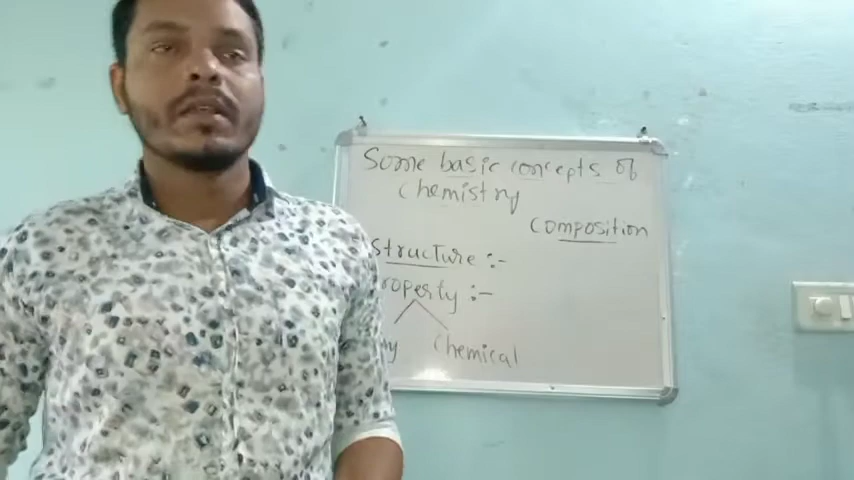 Some basic concepts of
Chemistry
Composition
Structure :-
roperty :-
Chemical